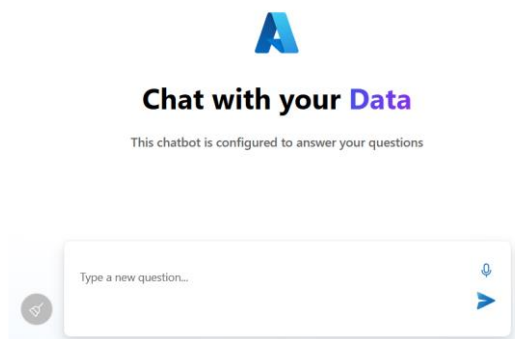 Chat with your Data
This chatbot is configured to answer your questions
Type a new question...